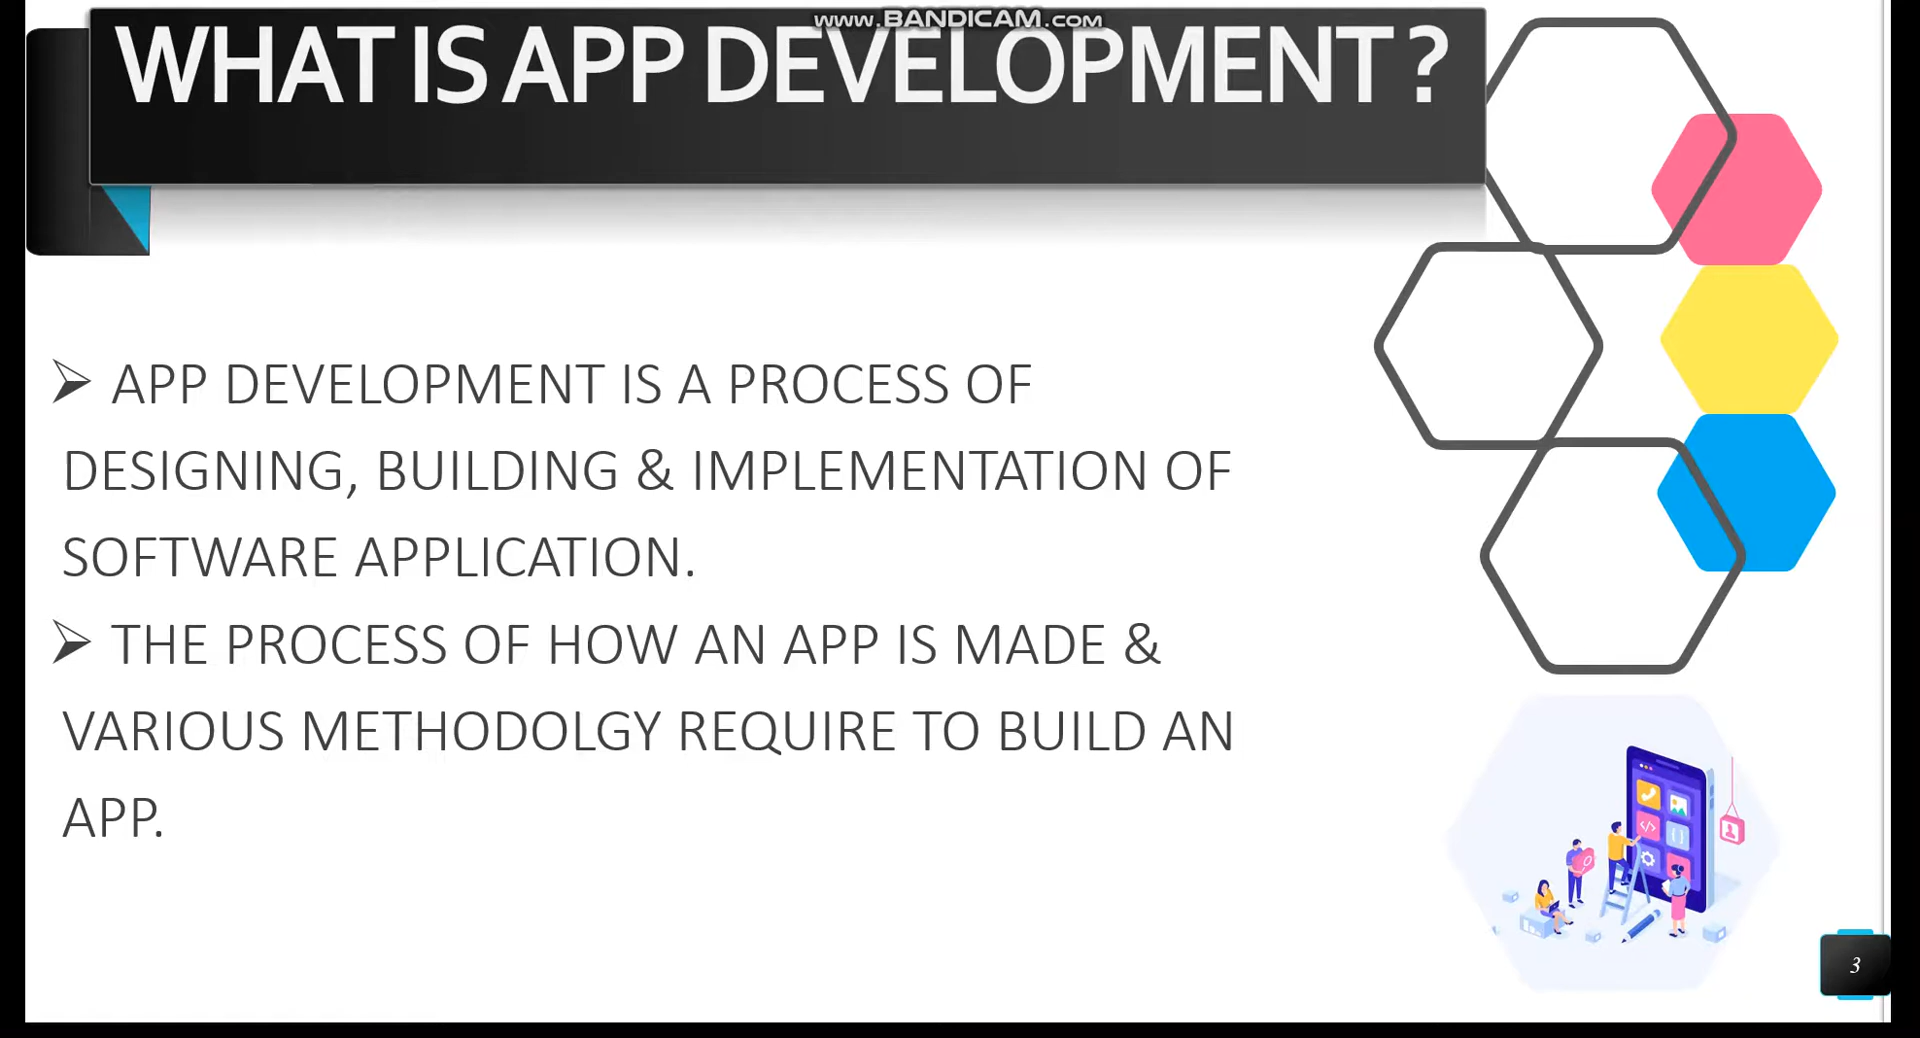 www.BANDICAM.com
WHAT IS APP DEVELOPMENT ?
➢ APP DEVELOPMENT IS A PROCESS OF
DESIGNING, BUILDING & IMPLEMENTATION OF
SOFTWARE APPLICATION.
➢ THE PROCESS OF HOW AN APP IS MADE &
VARIOUS METHODOLGY REQUIRE TO BUILD AN
APP.
3